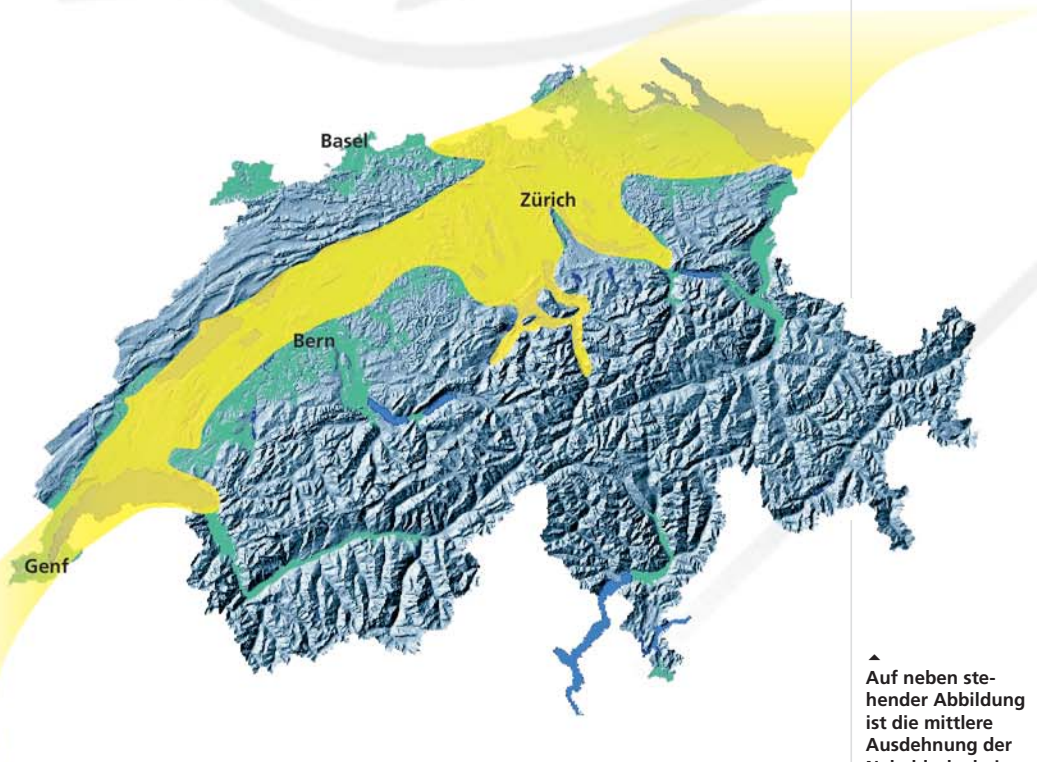 Basel
Zürich
Bern
Genf
Auf neben ste-
hender Abbildung
ist die mittlere
Ausdehnung der